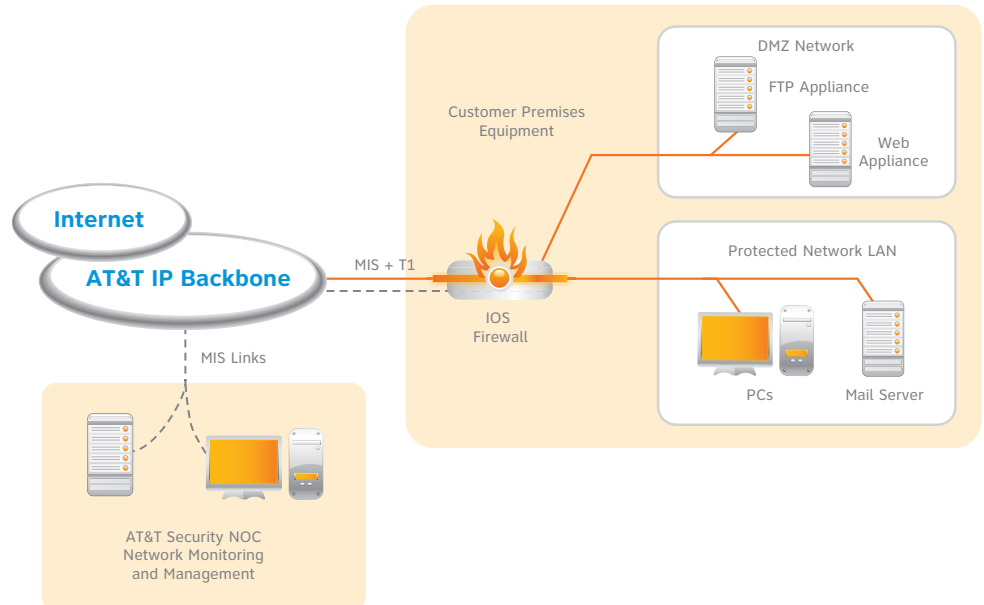 DMZ Network
FTP Appliance
Customer Premises
Equipment
Web
Appliance
Internet
AT&T IP Backbone
MIS + T1
Protected Network LAN
IOS
Firewall
MIS Links
PCs
Mail Server
AT&T Security NOC
Network Monitoring
and Management